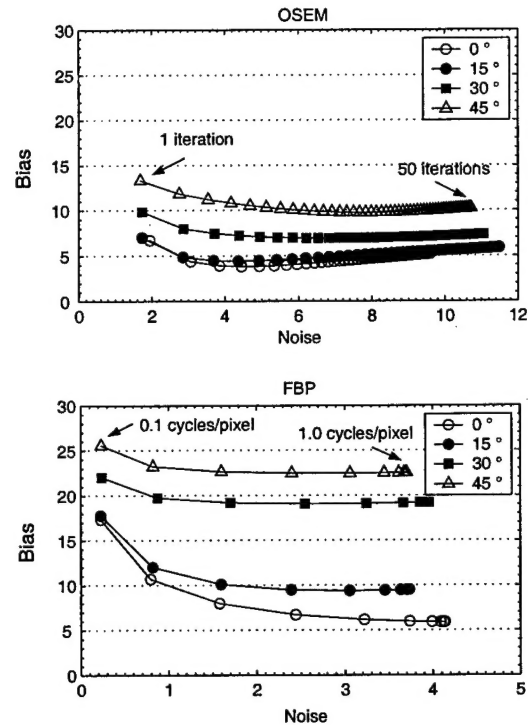 OSEM
30
25
20
15
10
5
0
Bias
0 °
15 °
30 °
45 °
1 iteration
50 iterations
0 2 4 6 8 10 12
Noise
FBP
30
25
20
15
10
5
0
Bias
0 °
15 °
30 °
45 °
0.1 cycles/pixel
1.0 cycles/pixel
0 1 2 3 4 5
Noise